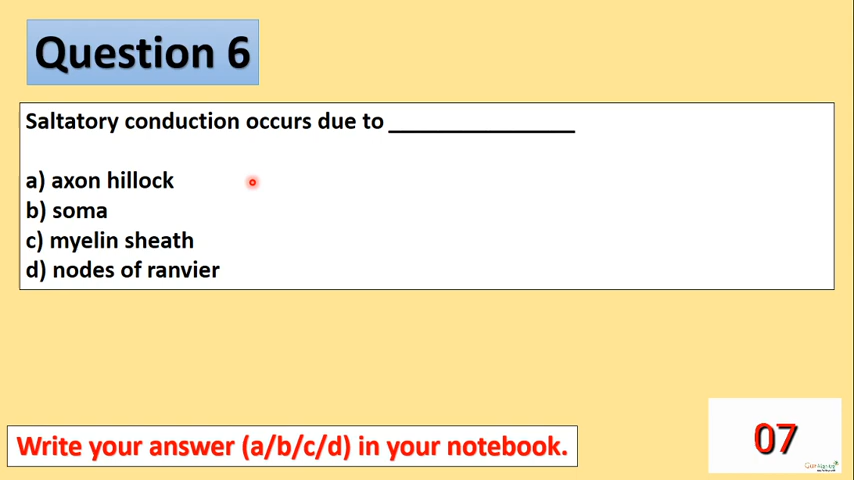 Question 6
Saltatory conduction occurs due to _______________
a) axon hillock
b) soma
c) myelin sheath
d) nodes of ranvier
Write your answer (a/b/c/d) in your notebook.
07